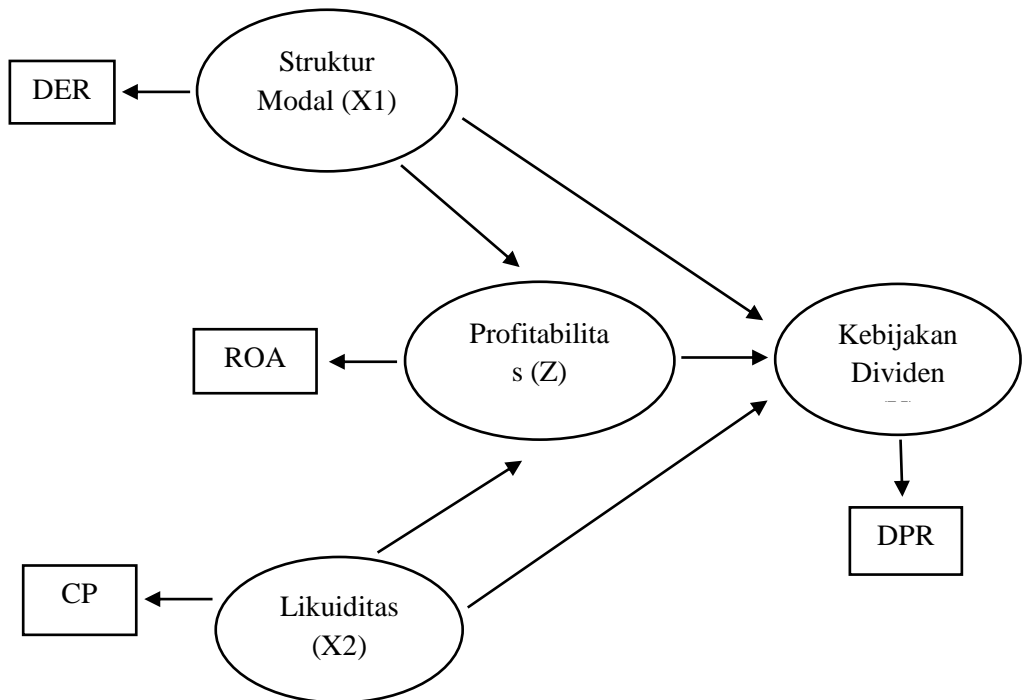 Struktur
Modal (X1)
DER
Profitabilita
s (Z)
ROA
Kebijakan
Dividen
DPR
CP
Likuiditas
(X2)